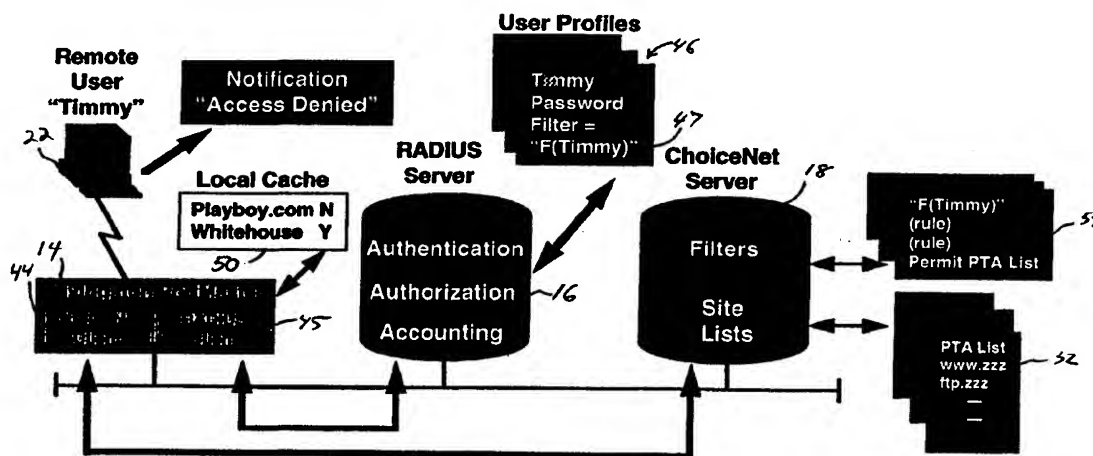 User Profiles
46
Timmy
Password
Filter =
"F(Timmy)"
47
Remote
User
"Timmy"
22
Notification
"Access Denied"
Local Cache
Playboy.com N
Whitehouse Y
50
14
44
45
RADIUS
Server
Authentication
Authorization
Accounting
16
ChoiceNet
Server
18
Filters
Site
Lists
"F(Timmy)"
(rule)
(rule)
Permit PTA List
PTA List
www.zzz
ftp.zzz
52